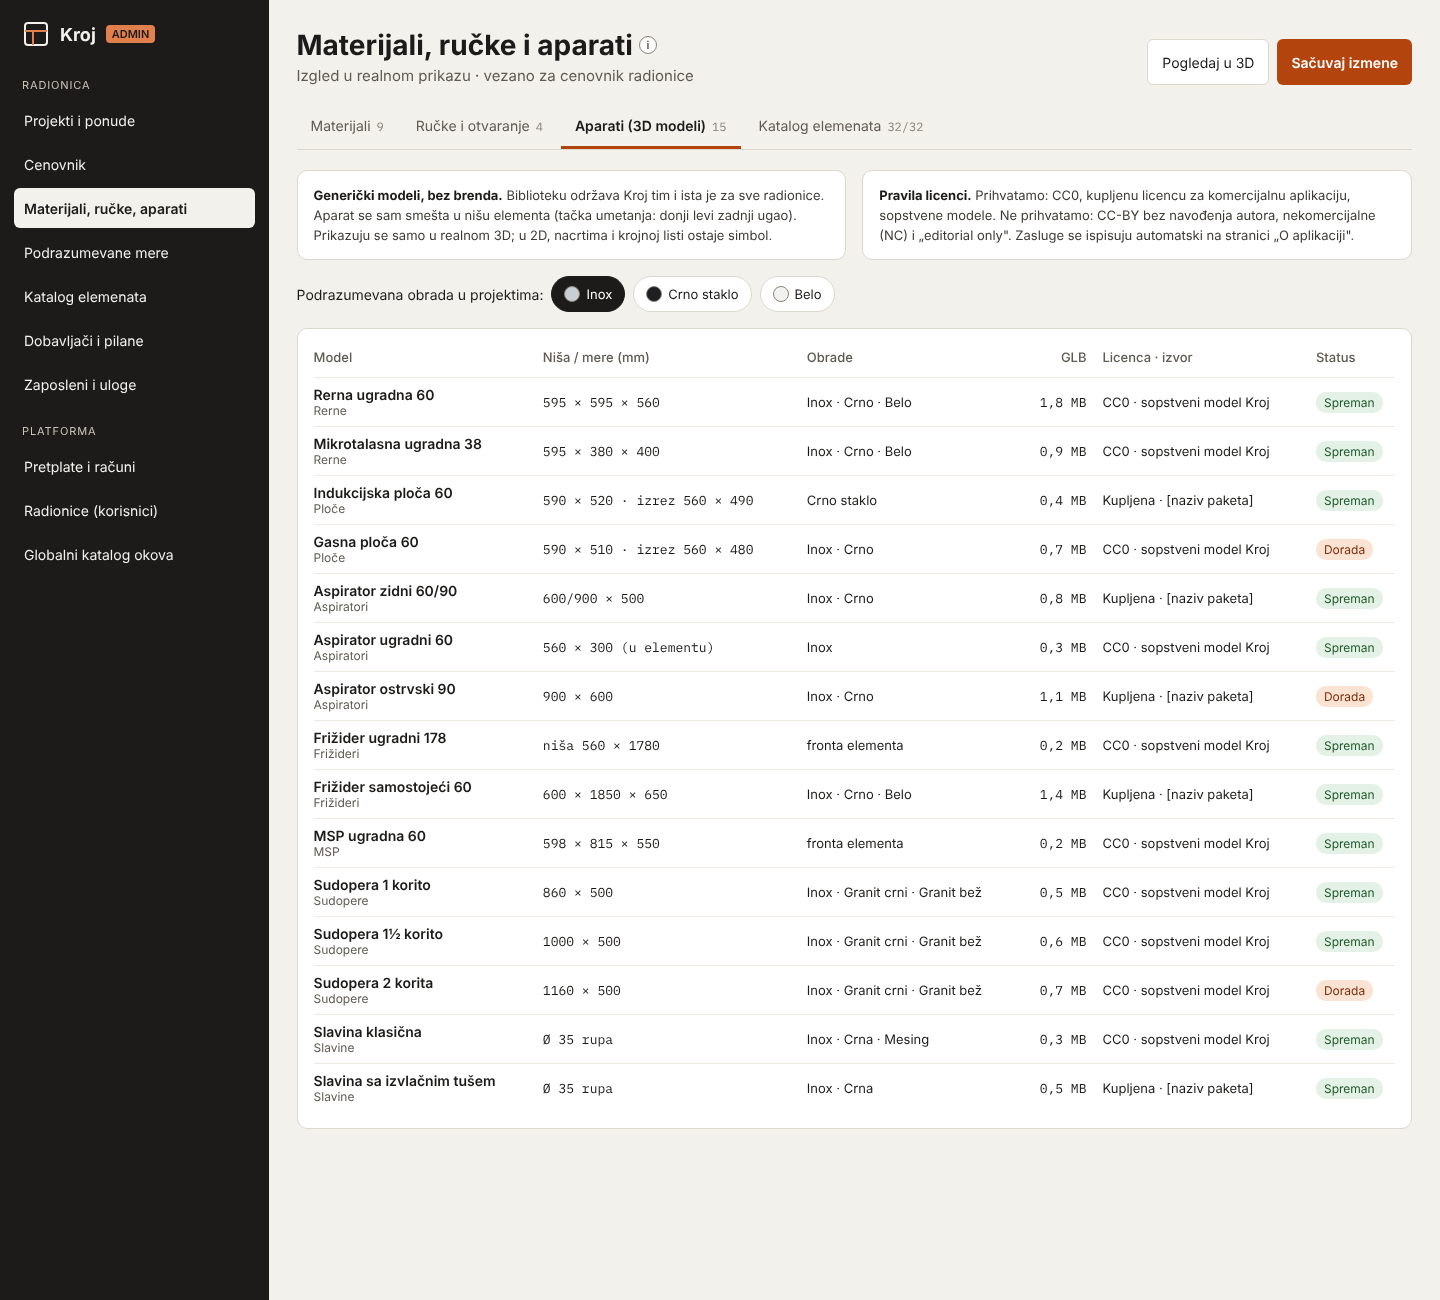 Kroj ADMIN
RADIONICA
Projekti i ponude
Cenovnik
Materijali, ručke, aparati
Podrazumevane mere
Katalog elemenata
Dobavljači i pilane
Zaposleni i uloge
PLATFORMA
Pretplate i računi
Radionice (korisnici)
Globalni katalog okova
Materijali, ručke i aparati i
Izgled u realnom prikazu · vezano za cenovnik radionice
Pogledaj u 3D
Sačuvaj izmene
Materijali 9
Ručke i otvaranje 4
Aparati (3D modeli) 15
Katalog elemenata 32/32
Generički modeli, bez brenda. Biblioteku održava Kroj tim i ista je za sve radionice.
Aparat se sam smešta u nišu elementa (tačka umetanja: donji levi zadnji ugao).
Prikazuju se samo u realnom 3D; u 2D, nacrtima i krojnoj listi ostaje simbol.
Pravila licenci. Prihvatamo: CC0, kupljenu licencu za komercijalnu aplikaciju,
sopstvene modele. Ne prihvatamo: CC-BY bez navođenja autora, nekomercijalne
(NC) i „editorial only". Zasluge se ispisuju automatski na stranici „O aplikaciji".
Podrazumevana obrada u projektima: Inox Crno staklo Belo
Model Niša / mere (mm) Obrade GLB Licenca · izvor Status
Rerna ugradna 60
Rerne
595 × 595 × 560 Inox · Crno · Belo 1,8 MB CC0 · sopstveni model Kroj Spreman
Mikrotalasna ugradna 38
Rerne
595 × 380 × 400 Inox · Crno · Belo 0,9 MB CC0 · sopstveni model Kroj Spreman
Indukcijska ploča 60
Ploče
590 × 520 · izrez 560 × 490 Crno staklo 0,4 MB Kupljena · [naziv paketa] Spreman
Gasna ploča 60
Ploče
590 × 510 · izrez 560 × 480 Inox · Crno 0,7 MB CC0 · sopstveni model Kroj Dorada
Aspirator zidni 60/90
Aspiratori
600/900 × 500 Inox · Crno 0,8 MB Kupljena · [naziv paketa] Spreman
Aspirator ugradni 60
Aspiratori
560 × 300 (u elementu) Inox 0,3 MB CC0 · sopstveni model Kroj Spreman
Aspirator ostrvski 90
Aspiratori
900 × 600 Inox · Crno 1,1 MB Kupljena · [naziv paketa] Dorada
Frižider ugradni 178
Frižideri
niša 560 × 1780 fronta elementa 0,2 MB CC0 · sopstveni model Kroj Spreman
Frižider samostojeći 60
Frižideri
600 × 1850 × 650 Inox · Crno · Belo 1,4 MB Kupljena · [naziv paketa] Spreman
MSP ugradna 60
MSP
598 × 815 × 550 fronta elementa 0,2 MB CC0 · sopstveni model Kroj Spreman
Sudopera 1 korito
Sudopere
860 × 500 Inox · Granit crni · Granit bež 0,5 MB CC0 · sopstveni model Kroj Spreman
Sudopera 1½ korito
Sudopere
1000 × 500 Inox · Granit crni · Granit bež 0,6 MB CC0 · sopstveni model Kroj Spreman
Sudopera 2 korita
Sudopere
1160 × 500 Inox · Granit crni · Granit bež 0,7 MB CC0 · sopstveni model Kroj Dorada
Slavina klasična
Slavine
Ø 35 rupa Inox · Crna · Mesing 0,3 MB CC0 · sopstveni model Kroj Spreman
Slavina sa izvlačnim tušem
Slavine
Ø 35 rupa Inox · Crna 0,5 MB Kupljena · [naziv paketa] Spreman